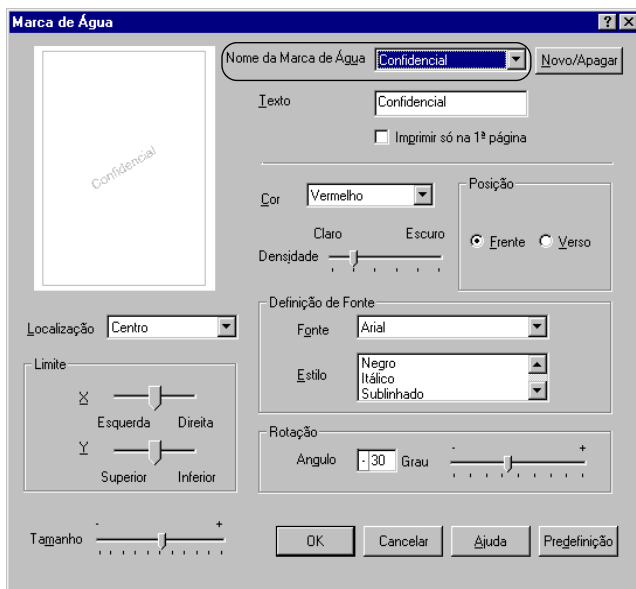 Marca de Água
Nome da Marca de Água Confidencial Novo/Apagar
Texto Confidencial
Imprimir só na 1ª página
Confidencial
Cor Vermelho
Posição
Claro Escuro
Frente Verso
Densidade
Localização Centro
Definição de Fonte
Fonte Arial
Estilo Negro
Itálico
Sublinhado
Limite
X
Esquerda Direita
Y
Superior Inferior
Rotação
Angulo - 30 Grau - +
Tamanho - +
OK Cancelar Ajuda Predefinição